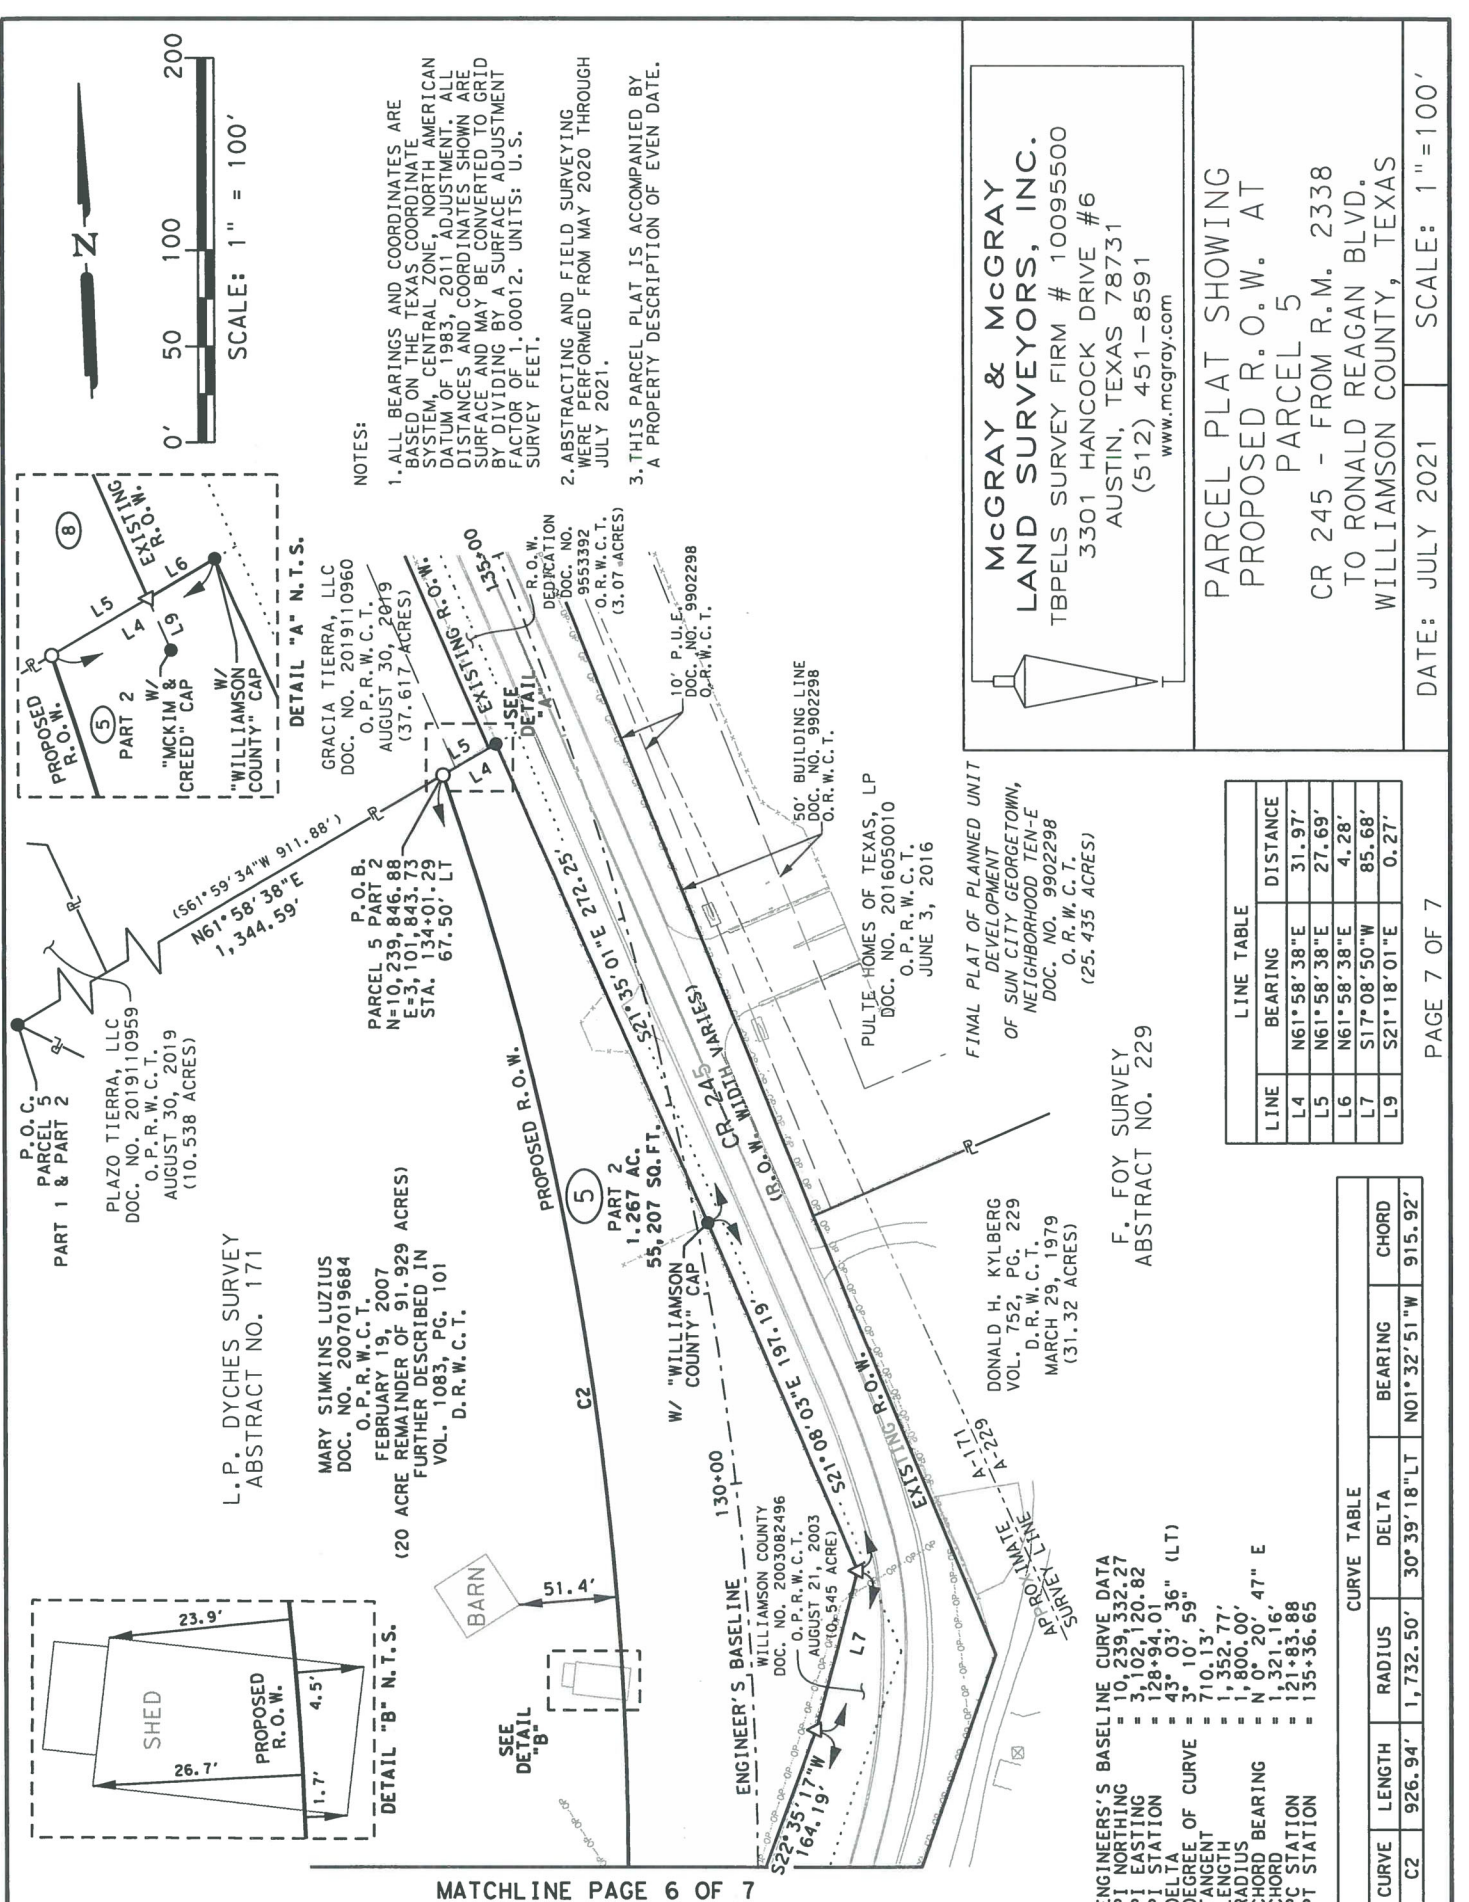 0' 50 100 200
SCALE: 1" = 100'
N
NOTES:
1. ALL BEARINGS AND COORDINATES ARE
BASED ON THE TEXAS COORDINATE
SYSTEM, CENTRAL ZONE, NORTH AMERICAN
DATUM OF 1983, 2011 ADJUSTMENT. ALL
DISTANCES AND COORDINATES SHOWN ARE
SURFACE AND MAY BE CONVERTED TO GRID
BY DIVIDING BY A SURFACE ADJUSTMENT
FACTOR OF 1.00012. UNITS: U.S.
SURVEY FEET.
2. ABSTRACTING AND FIELD SURVEYING
WERE PERFORMED FROM MAY 2020 THROUGH
JULY 2021.
3. THIS PARCEL PLAT IS ACCOMPANIED BY
A PROPERTY DESCRIPTION OF EVEN DATE.
PROPOSED
R.O.W.
5
PART 2
8
EXISTING
R.O.W.
L5
L4
L6
L9
W/
"MCKIM &
CREED" CAP
W/
"WILLIAMSON
COUNTY" CAP
DETAIL "A" N.T.S.
GRACIA TIERRA, LLC
DOC. NO. 2019110960
O.P.R.W.C.T.
AUGUST 30, 2019
(37.617 ACRES)
P.O.C.
PARCEL 5
PART 1 & PART 2
PLAZO TIERRA, LLC
DOC. NO. 2019110959
O.P.R.W.C.T.
AUGUST 30, 2019
(10.538 ACRES)
(S61°59'34"W 911.88')
N61°58'38"E
1,344.59'
P.O.B.
PARCEL 5 PART 2
N=10,239,846.88
E=3,101,843.73
STA. 134+01.29
67.50' LT
L5
L4
SEE
DETAIL
"A"
EXISTING R.O.W.
135+00
R.O.W.
DEDICATION
DOC. NO.
9553392
O.R.W.C.T.
(3.07 ACRES)
10' P.U.E.
DOC. NO. 9902298
O.R.W.C.T.
50' BUILDING LINE
DOC. NO. 9902298
O.R.W.C.T.
PULTE HOMES OF TEXAS, LP
DOC. NO. 2016050010
O.P.R.W.C.T.
JUNE 3, 2016
FINAL PLAT OF PLANNED UNIT
DEVELOPMENT
OF SUN CITY GEORGETOWN,
NEIGHBORHOOD TEN-E
DOC. NO. 9902298
O.R.W.C.T.
(25.435 ACRES)
L.P. DYCHES SURVEY
ABSTRACT NO. 171
MARY SIMKINS LUZIUS
DOC. NO. 2007019684
O.P.R.W.C.T.
FEBRUARY 19, 2007
(20 ACRE REMAINDER OF 91.929 ACRES)
FURTHER DESCRIBED IN
VOL. 1083, PG. 101
D.R.W.C.T.
PROPOSED R.O.W.
C2
5
PART 2
1.267 AC.
55,207 SQ.FT.
S21°35'01"E 272.25'
CR 245
(R.O.W. WIDTH VARIES)
W/ "WILLIAMSON
COUNTY" CAP
S21°08'03"E 197.19'
EXISTING R.O.W.
130+00
ENGINEER'S BASELINE
WILLIAMSON COUNTY
DOC. NO. 2003082496
O.P.R.W.C.T.
AUGUST 21, 2003
(0.545 ACRE)
L7
S22°35'17"W
164.19'
DONALD H. KYLBERG
VOL. 752, PG. 229
D.R.W.C.T.
MARCH 29, 1979
(31.32 ACRES)
F. FOY SURVEY
ABSTRACT NO. 229
A-171
A-229
APPROXIMATE
SURVEY LINE
BARN
51.4'
SEE
DETAIL
"B"
23.9'
SHED
26.7'
PROPOSED
R.O.W.
4.5'
1.7'
DETAIL "B" N.T.S.
MATCHLINE PAGE 6 OF 7
ENGINEERS'S BASELINE CURVE DATA
PI NORTHING = 10,239,332.27
PI EASTING = 3,102,120.82
PI STATION = 128+94.01
DELTA = 43° 03' 36" (LT)
DEGREE OF CURVE = 3° 10' 59"
TANGENT = 710.13'
LENGTH = 1,352.77'
RADIUS = 1,800.00'
CHORD BEARING = N 0° 20' 47" E
CHORD = 1,321.16'
PC STATION = 121+83.88
PT STATION = 135+36.65
CURVE TABLE
CURVE LENGTH RADIUS DELTA BEARING CHORD
C2 926.94' 1,732.50' 30°39'18"LT N01°32'51"W 915.92'
LINE TABLE
LINE BEARING DISTANCE
L4 N61°58'38"E 31.97'
L5 N61°58'38"E 27.69'
L6 N61°58'38"E 4.28'
L7 S17°08'50"W 85.68'
L9 S21°18'01"E 0.27'
PAGE 7 OF 7
McGRAY & McGRAY
LAND SURVEYORS, INC.
TBPELS SURVEY FIRM # 10095500
3301 HANCOCK DRIVE #6
AUSTIN, TEXAS 78731
(512) 451-8591
www.mcgray.com
PARCEL PLAT SHOWING
PROPOSED R.O.W. AT
PARCEL 5
CR 245 - FROM R.M. 2338
TO RONALD REAGAN BLVD.
WILLIAMSON COUNTY, TEXAS
DATE: JULY 2021 SCALE: 1"=100'